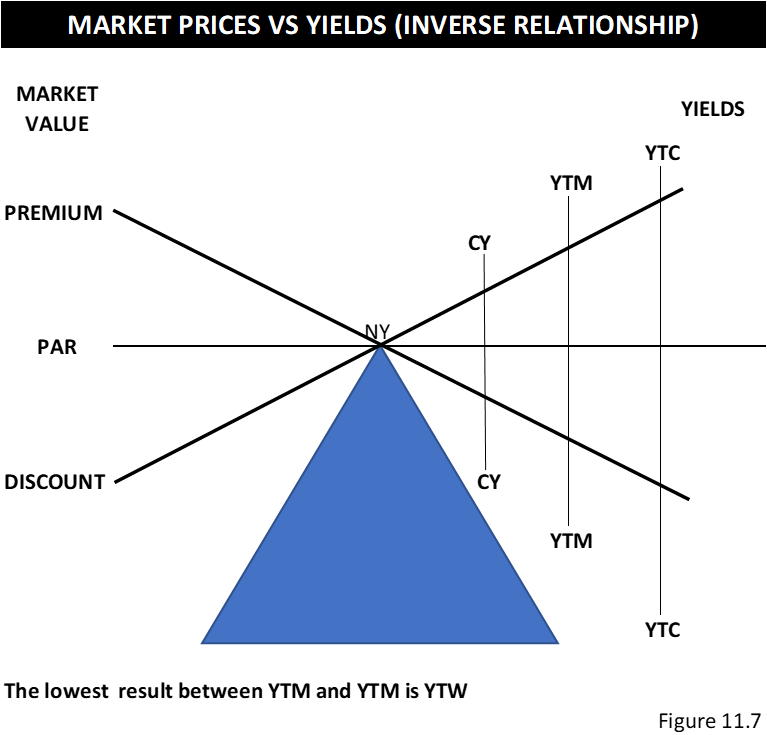 MARKET PRICES VS YIELDS (INVERSE RELATIONSHIP)
MARKET
VALUE
YIELDS
YTC
YTM
PREMIUM
CY
NY
PAR
DISCOUNT
CY
YTM
YTC
The lowest  result between YTM and YTM is YTW
Figure 11.7